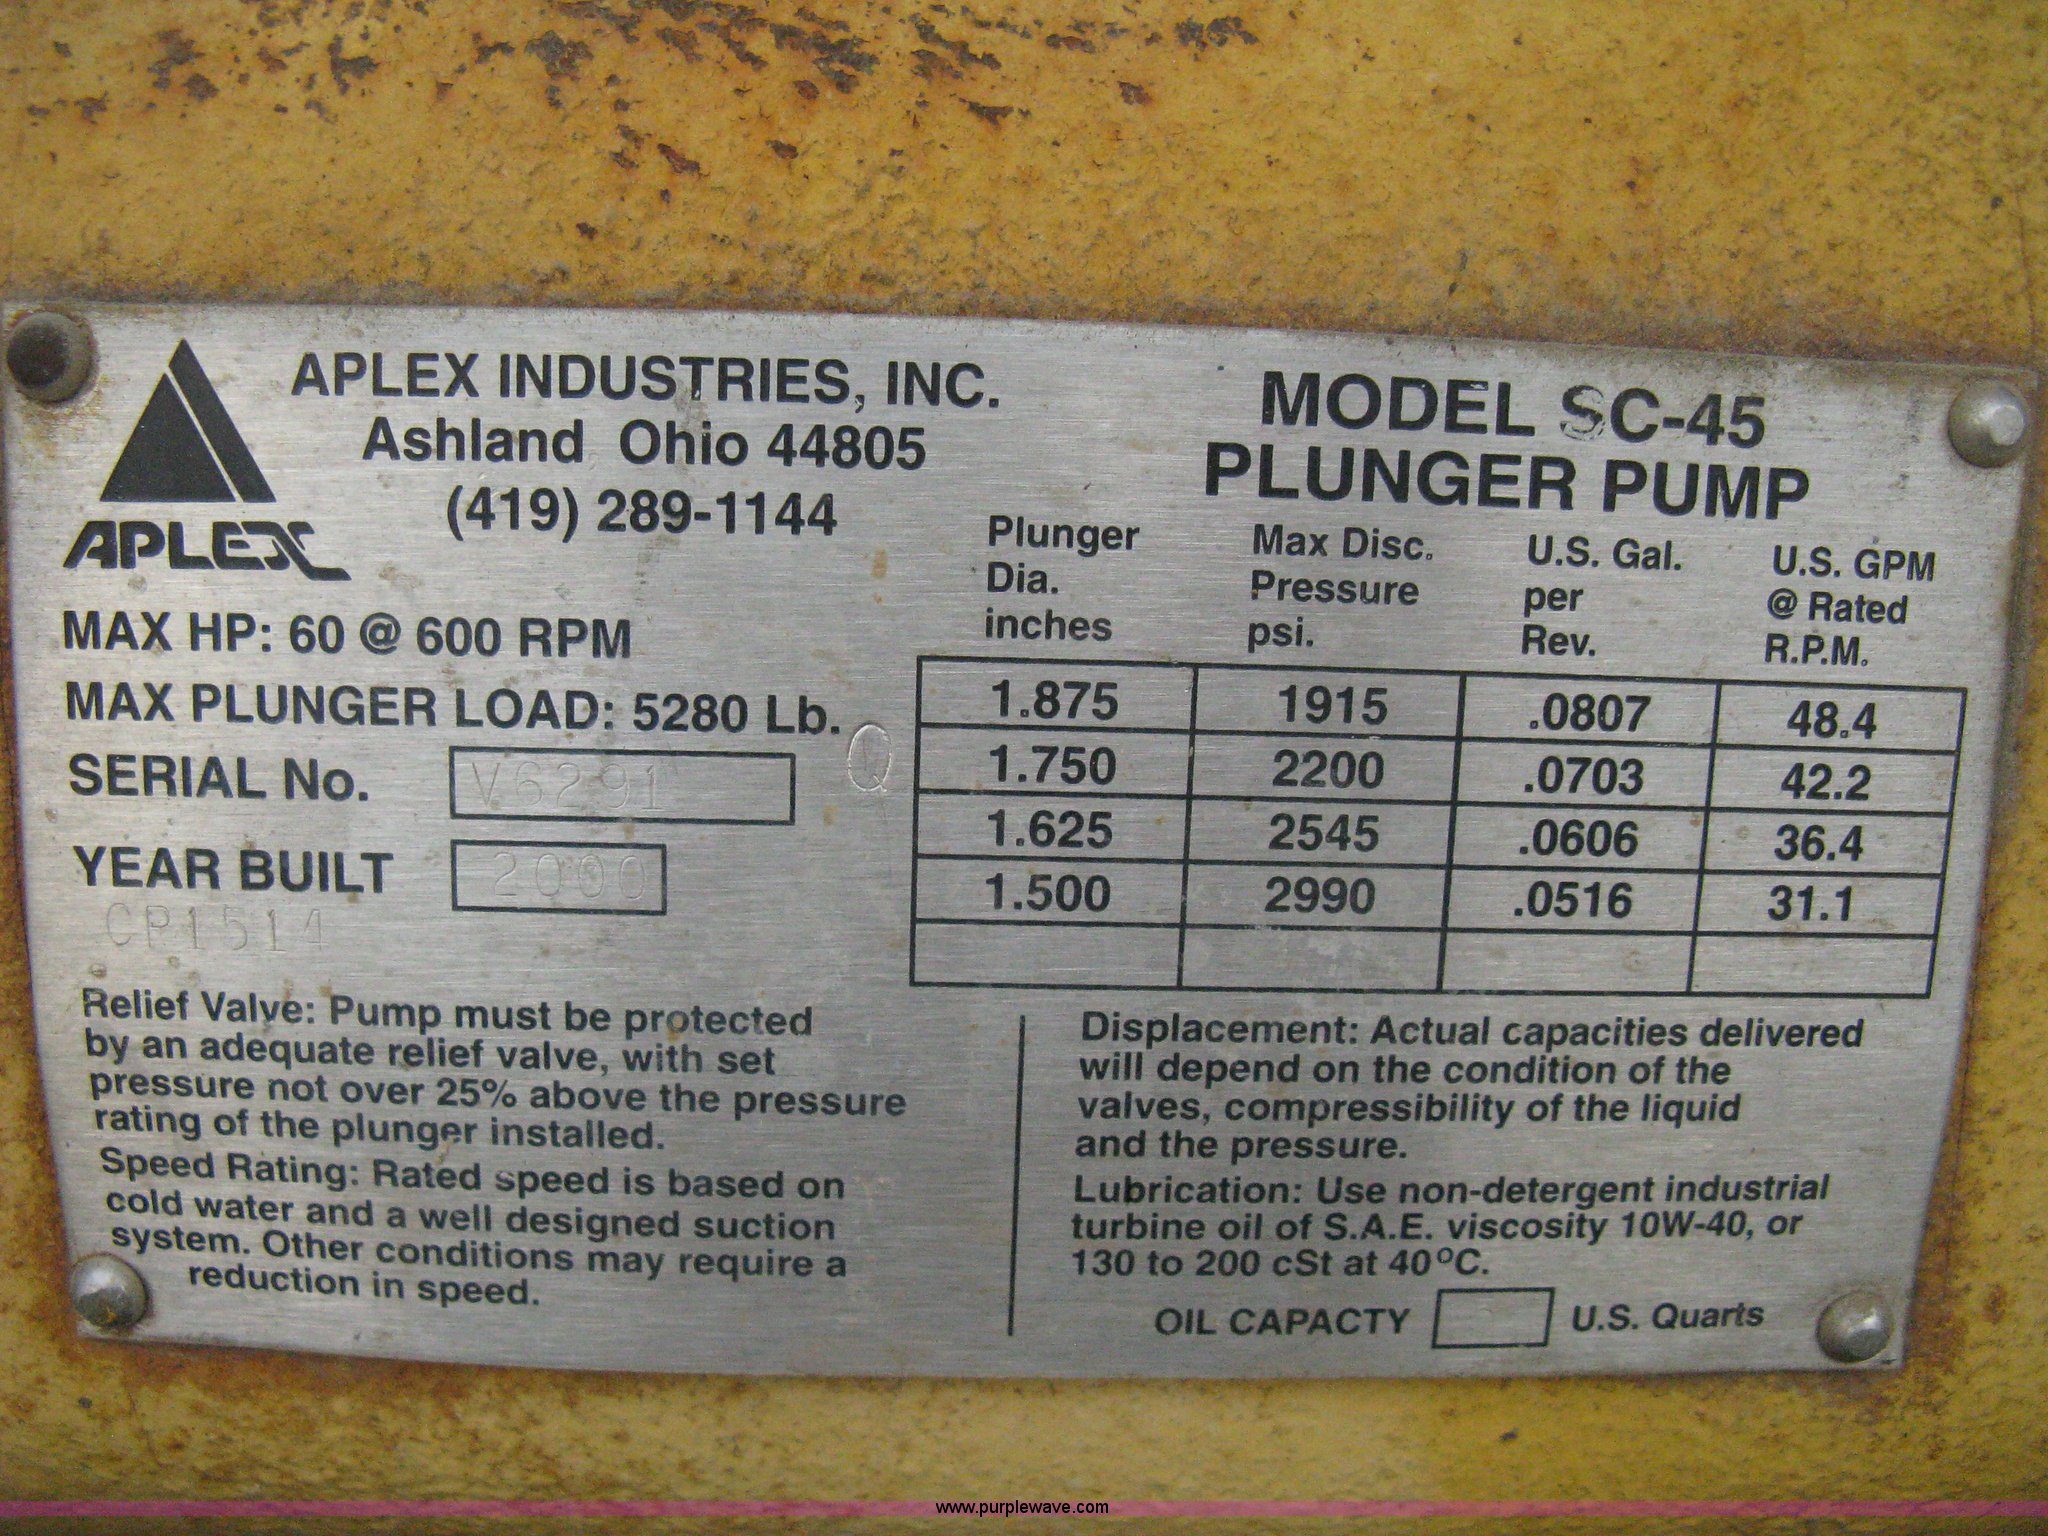 APLEX INDUSTRIES, INC.
Ashland, Ohio 44805
(419) 289-1144
APLEX
MAX HP: 60 @ 600 RPM
MAX PLUNGER LOAD: 5280 Lb.
Q
SERIAL No. V6291
YEAR BUILT 2000
CP1514
MODEL SC-45
PLUNGER PUMP
Plunger Dia. inches
Max Disc. Pressure psi.
U.S. Gal. per Rev.
U.S. GPM @ Rated R.P.M.
1.875 1915 .0807 48.4
1.750 2200 .0703 42.2
1.625 2545 .0606 36.4
1.500 2990 .0516 31.1
Relief Valve: Pump must be protected
by an adequate relief valve, with set
pressure not over 25% above the pressure
rating of the plunger installed.
Speed Rating: Rated speed is based on
cold water and a well designed suction
system. Other conditions may require a
reduction in speed.
Displacement: Actual capacities delivered
will depend on the condition of the
valves, compressibility of the liquid
and the pressure.
Lubrication: Use non-detergent industrial
turbine oil of S.A.E. viscosity 10W-40, or
130 to 200 cSt at 40°C.
OIL CAPACTY U.S. Quarts
www.purplewave.com